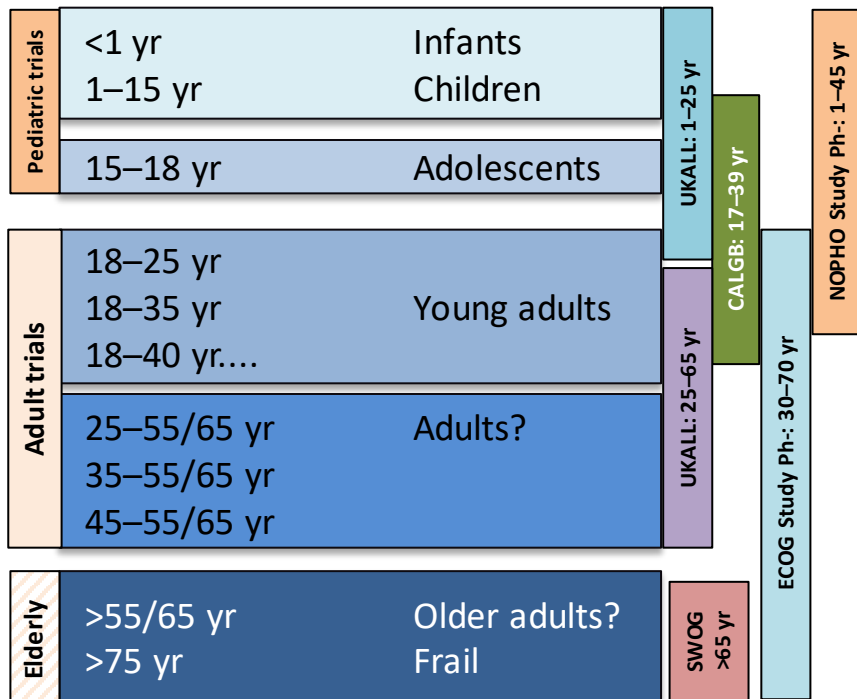 Pediatric trials
<1 yr Infants
1–15 yr Children
15–18 yr Adolescents
Adult trials
18–25 yr
18–35 yr Young adults
18–40 yr....
25–55/65 yr Adults?
35–55/65 yr
45–55/65 yr
Elderly
>55/65 yr Older adults?
>75 yr Frail
UKALL: 1–25 yr
UKALL: 25–65 yr
SWOG
>65 yr
CALGB: 17–39 yr
ECOG Study Ph-: 30–70 yr
NOPHO Study Ph-: 1–45 yr